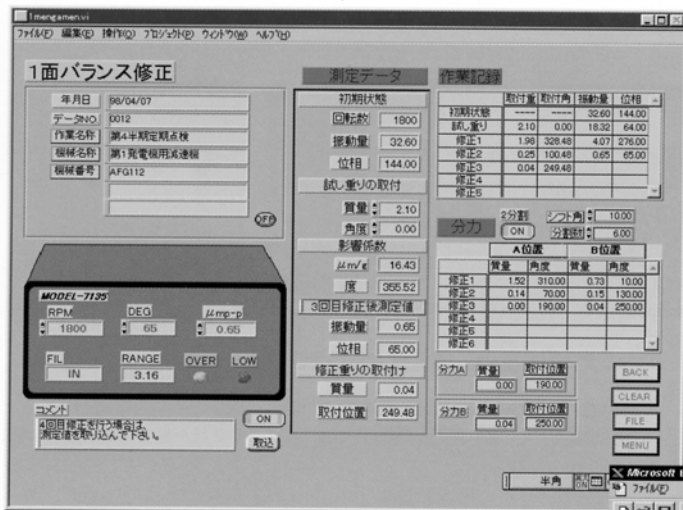 1mengamen.vi
ファイル(F) 編集(E) 操作(O) プロジェクト(P) ウィンドウ(W) ヘルプ(H)
1面バランス修正
年月日 98/04/07
データNO. 0012
作業名称 第4半期定期点検
機械名称 第1発電機用減速機
機械番号 AFG112
OFF
MODEL-7135
RPM DEG μmp-p
1800 65 0.65
FIL RANGE OVER LOW
IN 3.16
コメント
4回目修正を行う場合は、
測定値を取り込んで下さい。
ON
取込
測定データ
初期状態
回転数 1800
振動量 32.60
位相 144.00
試し重りの取付
質量 2.10
角度 0.00
影響係数
μm/g 16.43
度 355.52
3回目修正後測定値
振動量 0.65
位相 65.00
修正重りの取付け
質量 0.04
取付位置 249.48
作業記録
取付重 取付角 振動量 位相
初期状態 ---- ---- 32.60 144.00
試し重り 2.10 0.00 18.32 64.00
修正1 1.98 328.48 4.07 276.00
修正2 0.25 100.48 0.65 65.00
修正3 0.04 249.48
修正4
修正5
分力
2分割 シフト角 10.00
ON 分割数 6.00
A位置 B位置
質量 角度 質量 角度
修正1 1.52 310.00 0.73 10.00
修正2 0.14 70.00 0.15 130.00
修正3 0.00 190.00 0.04 250.00
修正4
修正5
修正6
分力A 質量 取付位置
0.00 190.00
分力B 質量 取付位置
0.04 250.00
BACK
CLEAR
FILE
MENU
半角
Microsoft
ファイル(F)